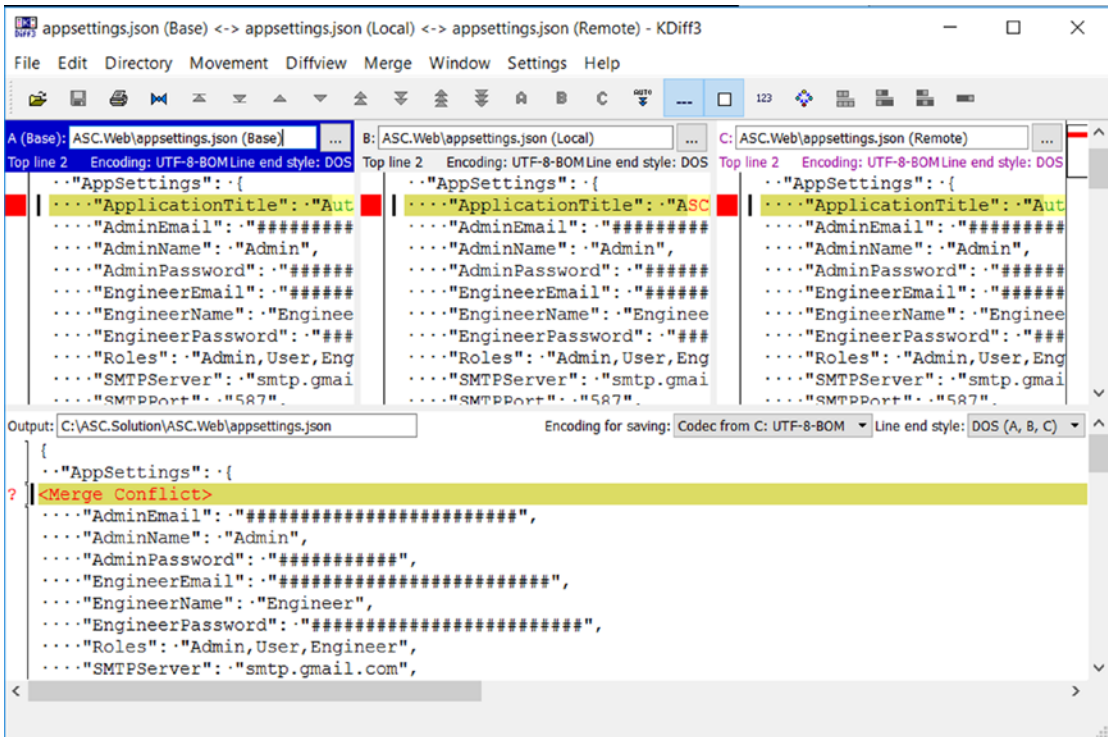 appsettings.json (Base) <-> appsettings.json (Local) <-> appsettings.json (Remote) - KDiff3
File Edit Directory Movement Diffview Merge Window Settings Help
A B C AUTO 123
A (Base): ASC.Web\appsettings.json (Base) ...
Top line 2 Encoding: UTF-8-BOM Line end style: DOS
··"AppSettings":·{
····"ApplicationTitle":·"Aut
····"AdminEmail":·"#########
····"AdminName":·"Admin",
····"AdminPassword":·"######
····"EngineerEmail":·"######
····"EngineerName":·"Enginee
····"EngineerPassword":·"###
····"Roles":·"Admin,User,Eng
····"SMTPServer":·"smtp.gmai
····"SMTPPort":·"587",
B: ASC.Web\appsettings.json (Local) ...
Top line 2 Encoding: UTF-8-BOM Line end style: DOS
··"AppSettings":·{
····"ApplicationTitle":·"ASC
····"AdminEmail":·"#########
····"AdminName":·"Admin",
····"AdminPassword":·"######
····"EngineerEmail":·"######
····"EngineerName":·"Enginee
····"EngineerPassword":·"###
····"Roles":·"Admin,User,Eng
····"SMTPServer":·"smtp.gmai
····"SMTPPort":·"587",
C: ASC.Web\appsettings.json (Remote) ...
Top line 2 Encoding: UTF-8-BOM Line end style: DOS
··"AppSettings":·{
····"ApplicationTitle":·"Aut
····"AdminEmail":·"#########
····"AdminName":·"Admin",
····"AdminPassword":·"######
····"EngineerEmail":·"######
····"EngineerName":·"Enginee
····"EngineerPassword":·"###
····"Roles":·"Admin,User,Eng
····"SMTPServer":·"smtp.gmai
····"SMTPPort":·"587",
Output: C:\ASC.Solution\ASC.Web\appsettings.json Encoding for saving: Codec from C: UTF-8-BOM Line end style: DOS (A, B, C)
{
··"AppSettings":·{
? <Merge Conflict>
····"AdminEmail":·"#########################",
····"AdminName":·"Admin",
····"AdminPassword":·"###########",
····"EngineerEmail":·"#########################",
····"EngineerName":·"Engineer",
····"EngineerPassword":·"#########################",
····"Roles":·"Admin,User,Engineer",
····"SMTPServer":·"smtp.gmail.com",